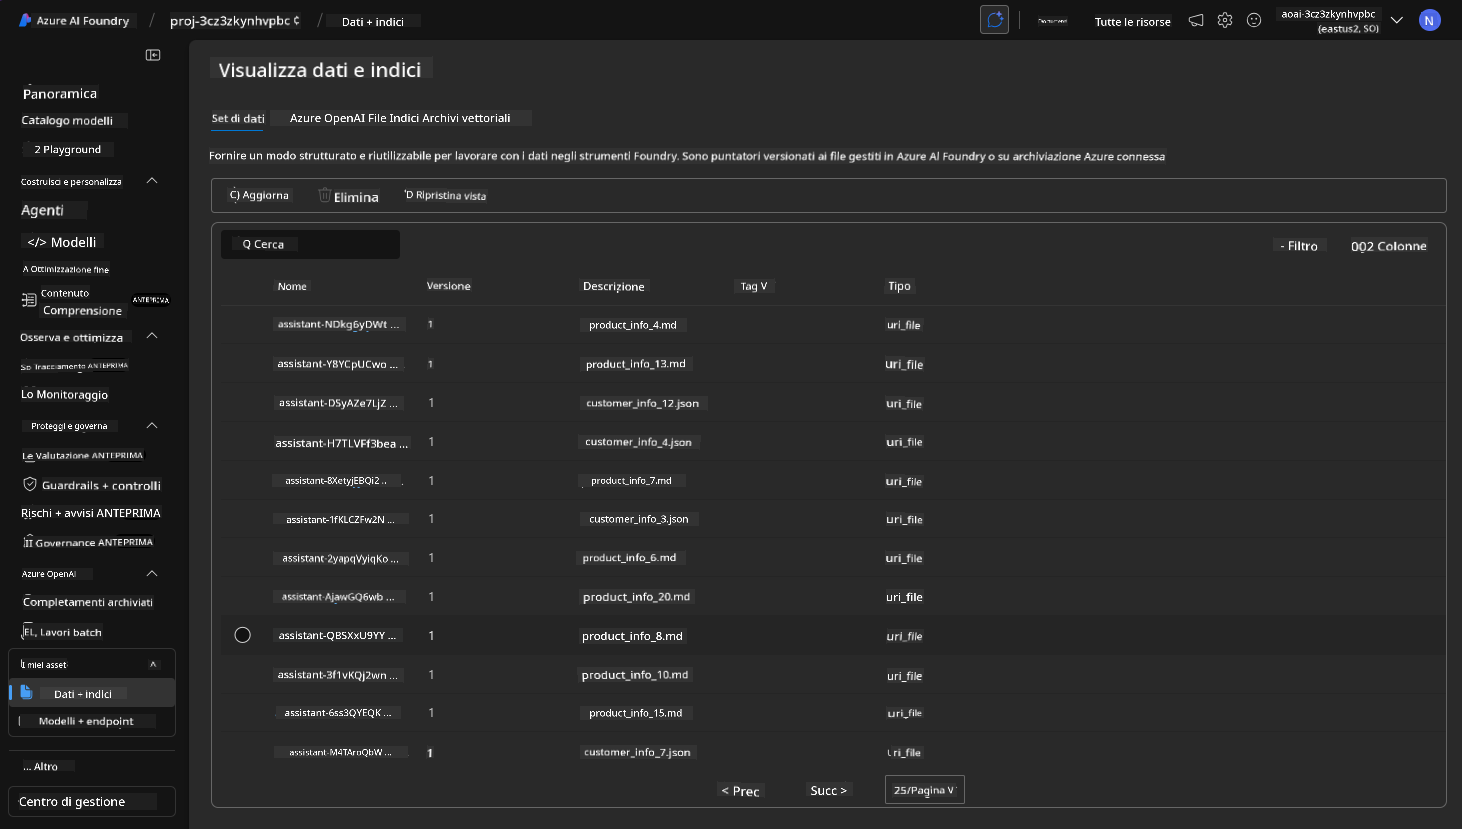 Azure AI Foundry / proj-3cz3zkynhvpbc ¢ / Dati + indici
Tutte le risorse
aoai-3cz3zkynhvpbc
(eastus2, SO)
N
Panoramica
Catalogo modelli
2 Playground
Costruisci e personalizza
Agenti
</> Modelli
A Ottimizzazione fine
Contenuto
Comprensione
ANTEPRIMA
Osserva e ottimizza
So Tracciamento ANTEPRIMA
Lo Monitoraggio
Proteggi e governa
Le Valutazione ANTEPRIMA
Guardrails + controlli
Rischi + avvisi ANTEPRIMA
Governance ANTEPRIMA
Azure OpenAI
Completamenti archiviati
EL, Lavori batch
I miei asset
Dati + indici
Modelli + endpoint
... Altro
Centro di gestione
Visualizza dati e indici
Set di dati Azure OpenAI File Indici Archivi vettoriali
Fornire un modo strutturato e riutilizzabile per lavorare con i dati negli strumenti Foundry. Sono puntatori versionati ai file gestiti in Azure AI Foundry o su archiviazione Azure connessa
C) Aggiorna Elimina 'D Ripristina vista
Q Cerca
- Filtro 002 Colonne
Nome Versione Descrizione Tag V Tipo
assistant-NDkg6yDWt ... 1 product_info_4.md uri_file
assistant-Y8YCpUCwo ... 1 product_info_13.md uri_file
assistant-DSyAZe7LjZ ... 1 customer_info_12.json uri_file
assistant-H7TLVFf3bea ... 1 customer_info_4.json uri_file
assistant-8XetyjEBQi2 .. 1 product_info_7.md uri_file
assistant-1fKLCZFw2N ... 1 customer_info_3.json uri_file
assistant-2yapqVyiqKo ... 1 product_info_6.md uri_file
assistant-AjawGQ6wb ... 1 product_info_20.md uri_file
assistant-QBSXxU9YY ... 1 product_info_8.md uri_file
assistant-3f1vKQj2wn ... 1 product_info_10.md uri_file
assistant-6ss3QYEQK ... 1 product_info_15.md uri_file
assistant-M4TAroQbW ... 1 customer_info_7.json uri_file
< Prec Succ > 25/Pagina V